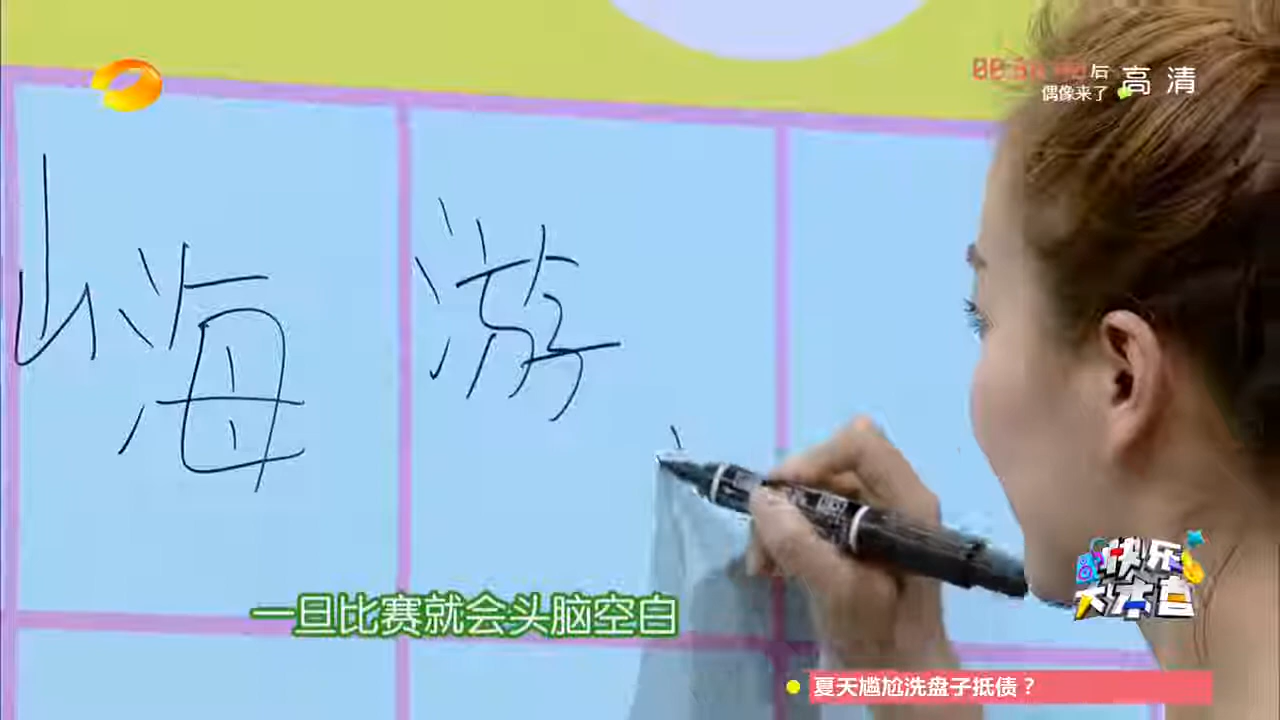 后
高清
偶像来了
山海 游
一旦比赛就会头脑空白
快乐
大本营
夏天尴尬洗盘子抵债？